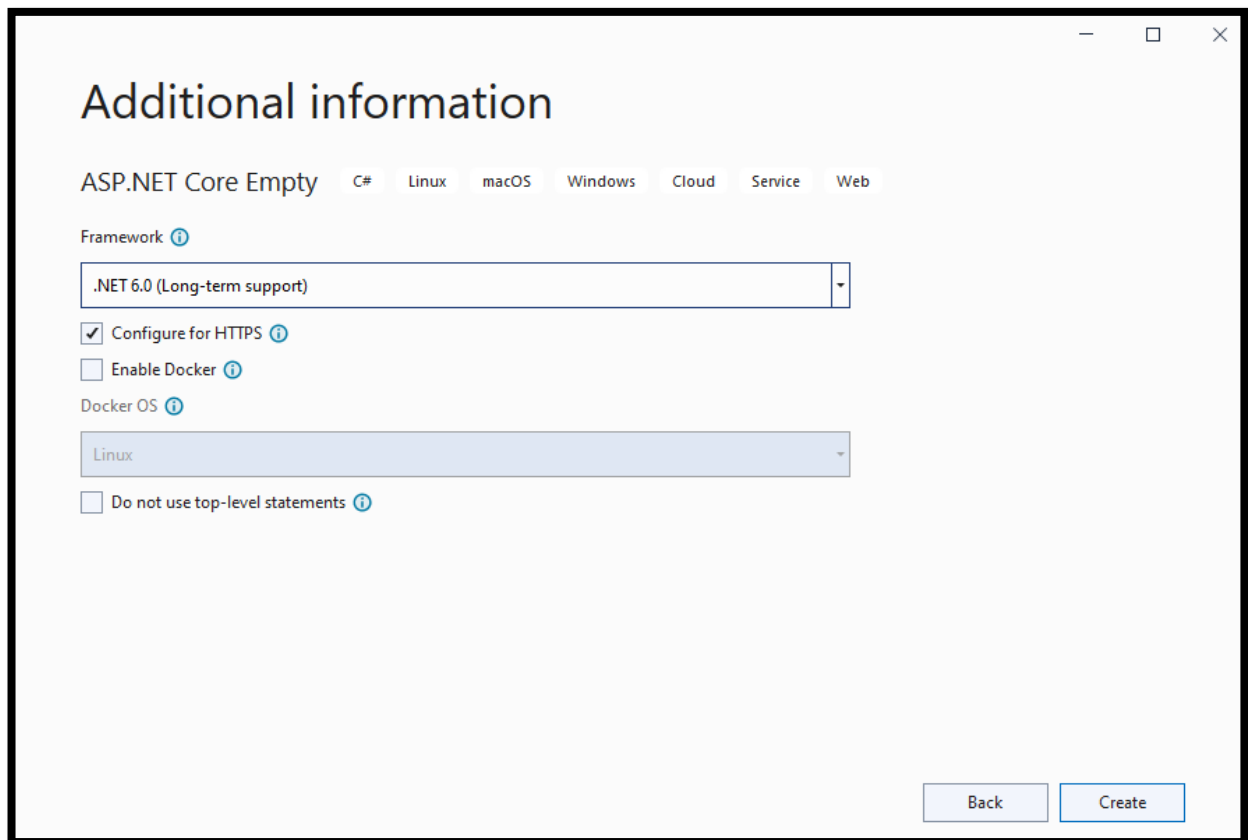 Additional information
ASP.NET Core Empty C# Linux macOS Windows Cloud Service Web
Framework
.NET 6.0 (Long-term support)
Configure for HTTPS
Enable Docker
Docker OS
Linux
Do not use top-level statements
Back Create